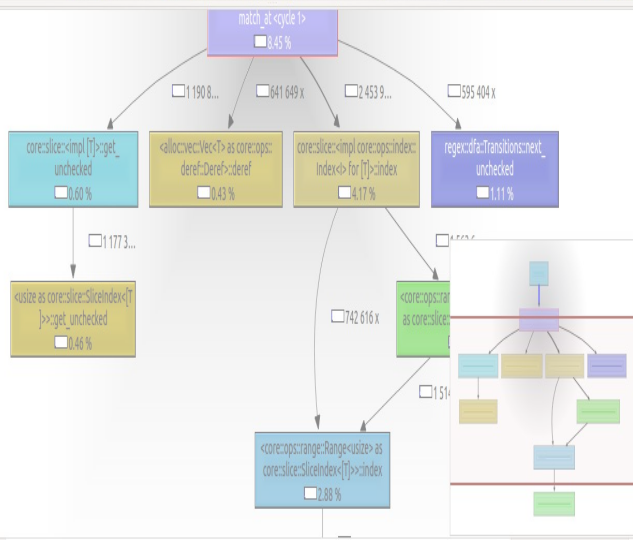 match_at <cycle 1>
8.45 %
1 190 8...
641 649 x
2 453 9...
595 404 x
core::slice::<impl [T]>::get_
unchecked
0.60 %
<alloc::vec::Vec<T> as core::ops::
deref::Deref>::deref
0.43 %
core::slice::<impl core::ops::index::
Index<I> for [T]>::index
4.17 %
regex::dfa::Transitions::next_
unchecked
1.11 %
1 177 3...
<usize as core::slice::SliceIndex<[T
]>>::get_unchecked
0.46 %
742 616 x
<core::ops::ran
as core::slice:
1 514
<core::ops::range::Range<usize> as
core::slice::SliceIndex<[T]>>::index
2.88 %